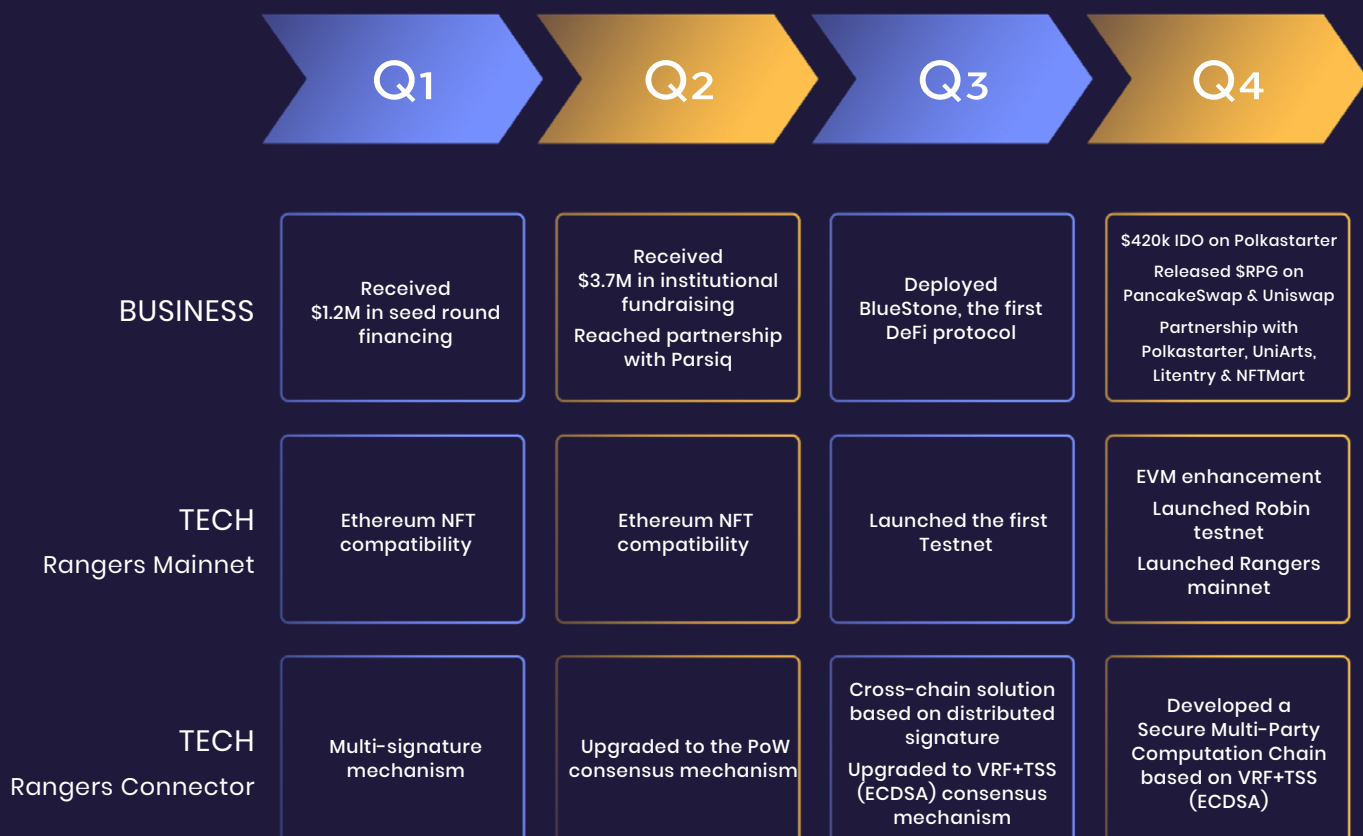 Q1
Q2
Q3
Q4
BUSINESS
Received
$1.2M in seed round
financing
Received
$3.7M in institutional
fundraising
Reached partnership
with Parsiq
Deployed
BlueStone, the first
DeFi protocol
$420k IDO on Polkastarter
Released $RPG on
PancakeSwap & Uniswap
Partnership with
Polkastarter, UniArts,
Litentry & NFTMart
TECH
Rangers Mainnet
Ethereum NFT
compatibility
Ethereum NFT
compatibility
Launched the first
Testnet
EVM enhancement
Launched Robin
testnet
Launched Rangers
mainnet
TECH
Rangers Connector
Multi-signature
mechanism
Upgraded to the PoW
consensus mechanism
Cross-chain solution
based on distributed
signature
Upgraded to VRF+TSS
(ECDSA) consensus
mechanism
Developed a
Secure Multi-Party
Computation Chain
based on VRF+TSS
(ECDSA)